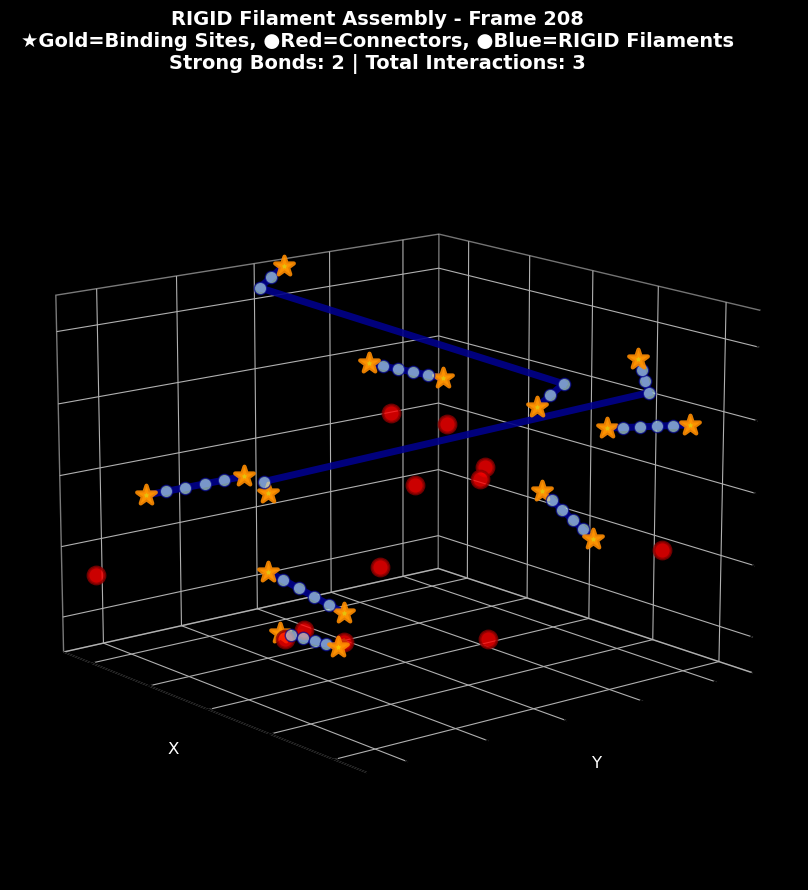 RIGID Filament Assembly - Frame 208
★Gold=Binding Sites, ●Red=Connectors, ●Blue=RIGID Filaments
Strong Bonds: 2 | Total Interactions: 3
X
Y